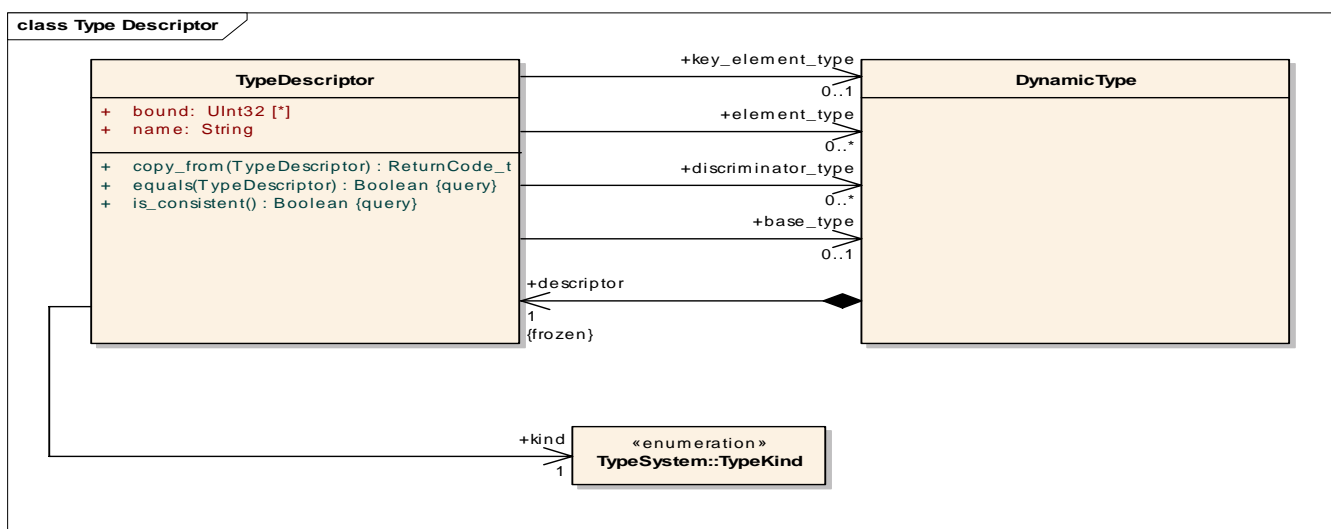 class Type Descriptor
TypeDescriptor
+ bound: UInt32 [*]
+ name: String
+ copy_from(TypeDescriptor) : ReturnCode_t
+ equals(TypeDescriptor) : Boolean {query}
+ is_consistent() : Boolean {query}
+key_element_type
0..1
+element_type
0..*
+discriminator_type
0..*
+base_type
0..1
+descriptor
1
{frozen}
DynamicType
+kind
1
«enumeration»
TypeSystem::TypeKind